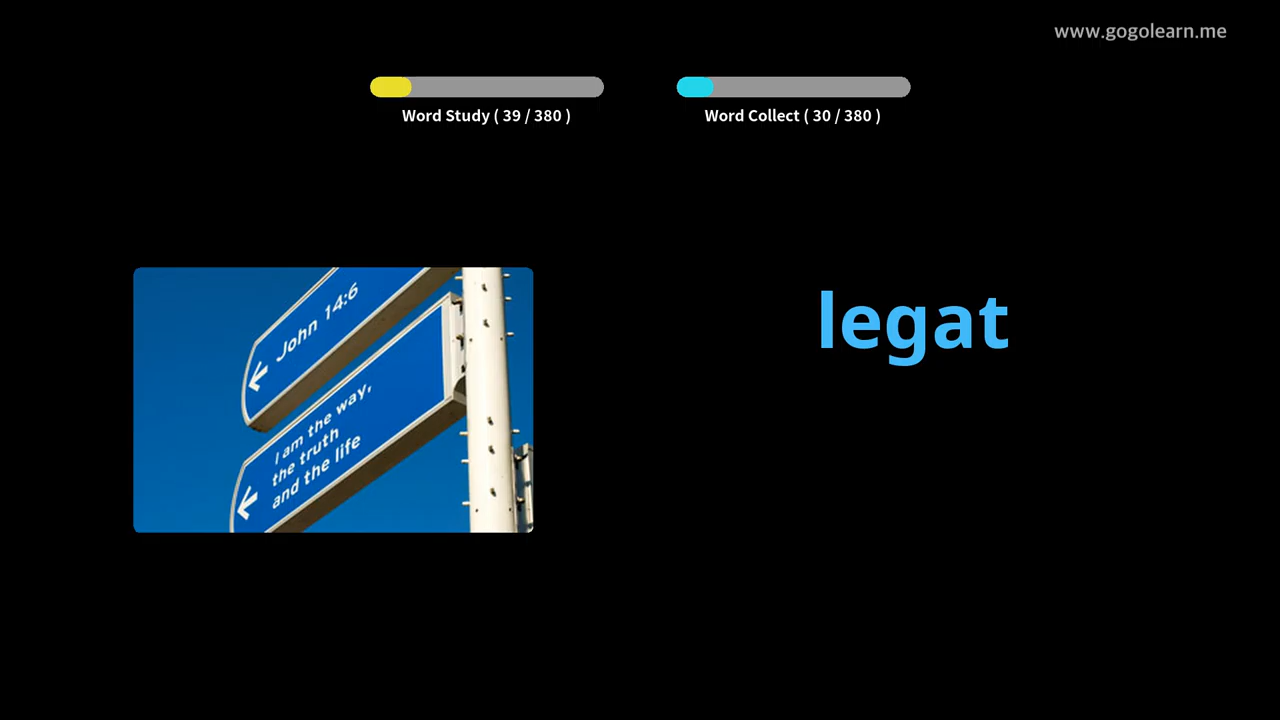 www.gogolearn.me
Word Study ( 39 / 380 )
Word Collect ( 30 / 380 )
John 14:6
I am the way,
the truth
and the life
legat